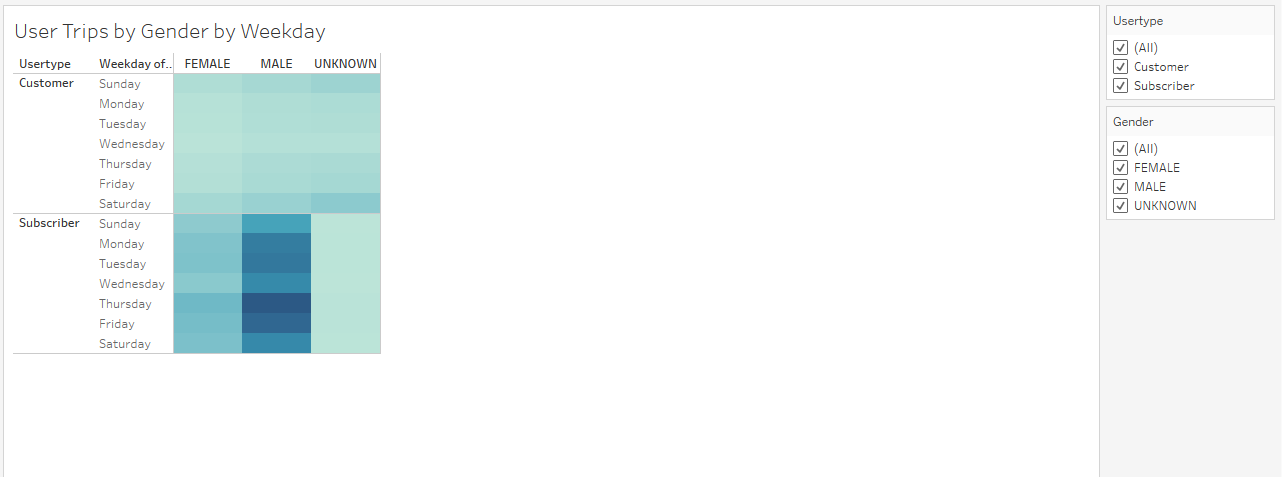 User Trips by Gender by Weekday
Usertype Weekday of.. FEMALE MALE UNKNOWN
Customer Sunday
Monday
Tuesday
Wednesday
Thursday
Friday
Saturday
Subscriber Sunday
Monday
Tuesday
Wednesday
Thursday
Friday
Saturday
Usertype
(All)
Customer
Subscriber
Gender
(All)
FEMALE
MALE
UNKNOWN